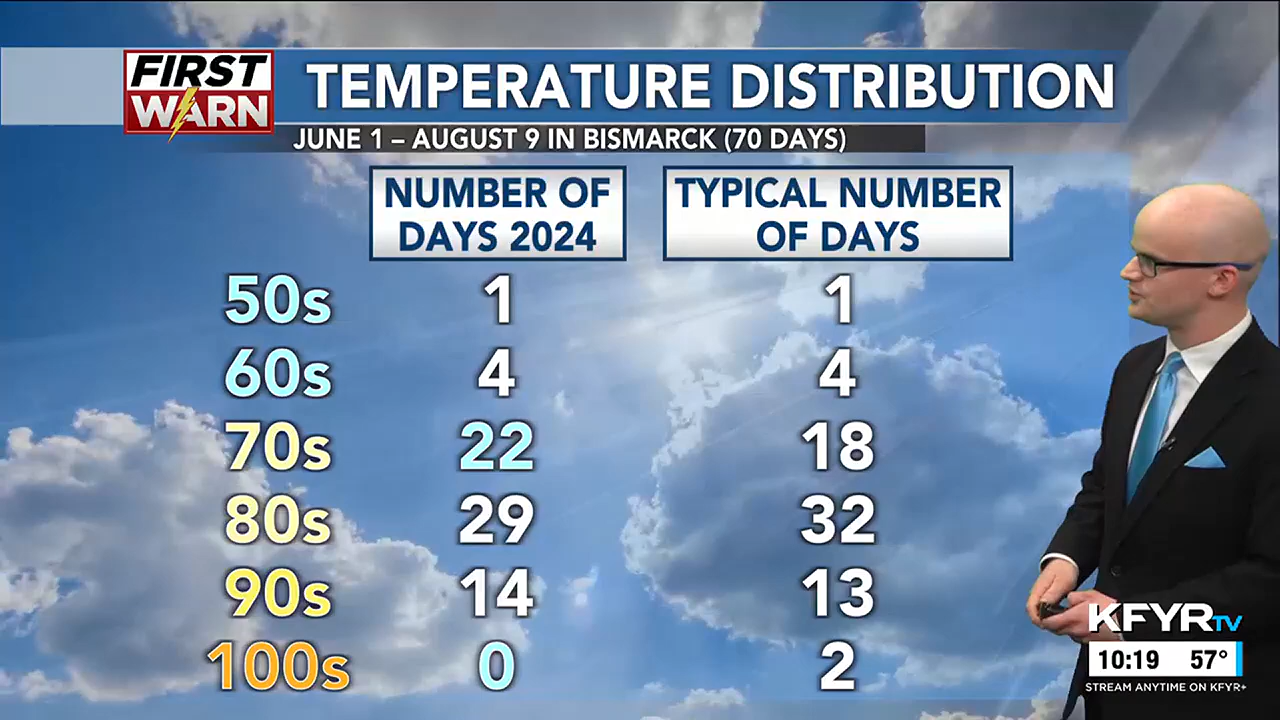 FIRST
WARN
TEMPERATURE DISTRIBUTION
JUNE 1 – AUGUST 9 IN BISMARCK (70 DAYS)
NUMBER OF
DAYS 2024
TYPICAL NUMBER
OF DAYS
50s 1 1
60s 4 4
70s 22 18
80s 29 32
90s 14 13
100s 0 2
KFYRTV
10:19 57°
STREAM ANYTIME ON KFYR+